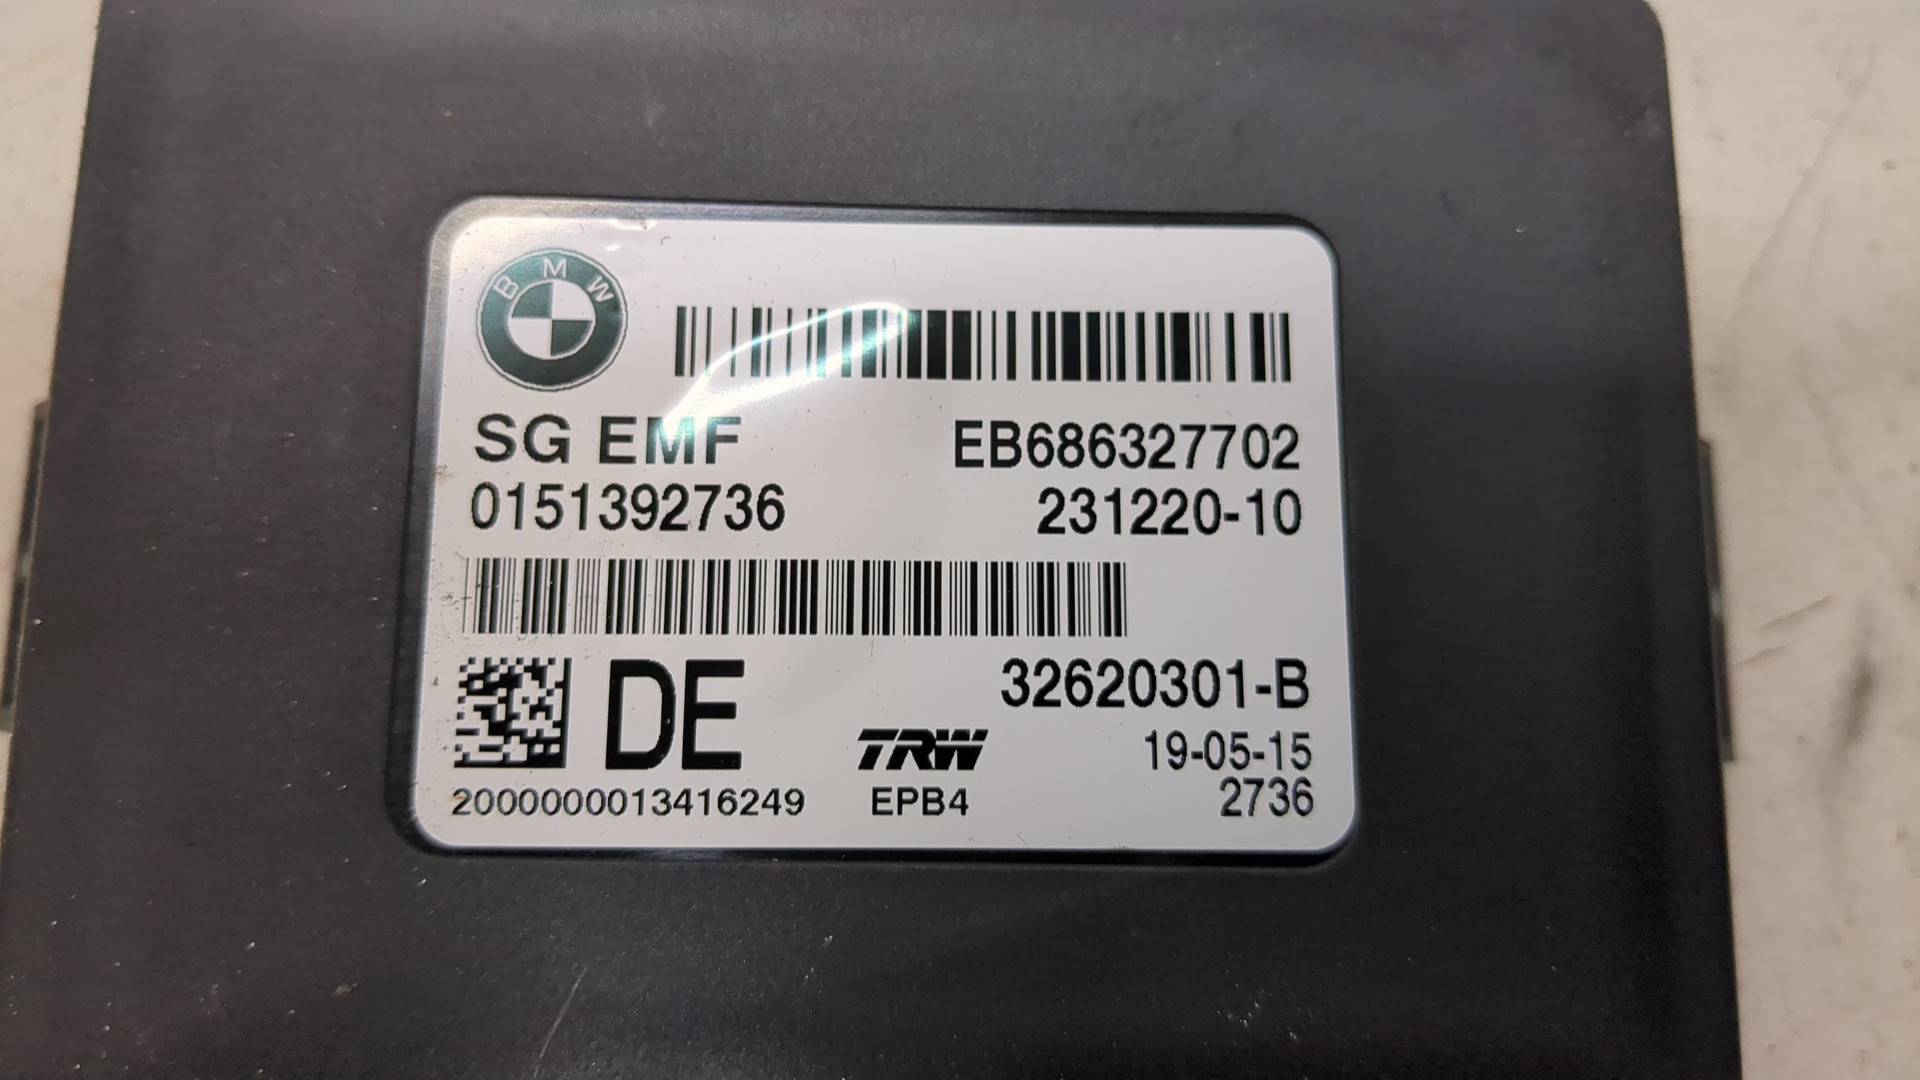 BMW
SG EMF EB686327702
0151392736 231220-10
32620301-B
DE
TRW 19-05-15
2000000013416249 EPB4 2736